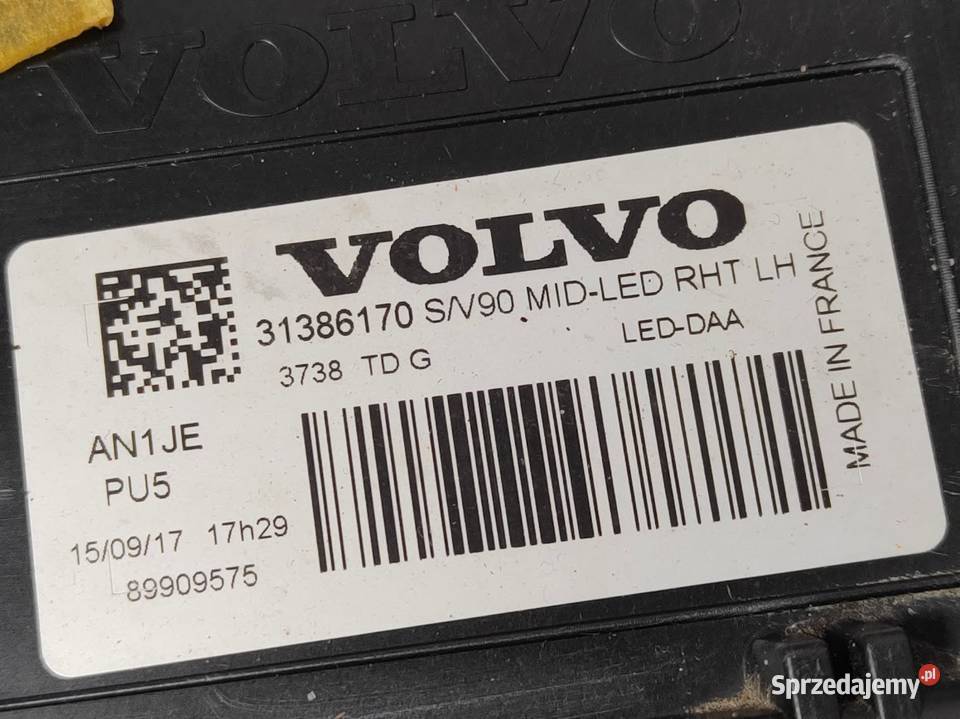 VOLVO
VOLVO
31386170 S/V90 MID-LED RHT LH
3738 TD G
LED-DAA
MADE IN FRANCE
AN1JE
PU5
15/09/17 17h29
89909575
Sprzedajemy.pl